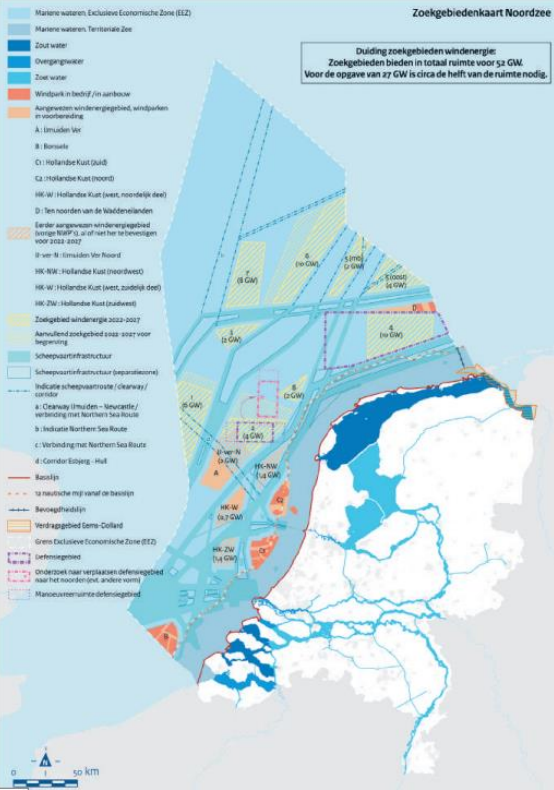 Zoekgebiedenkaart Noordzee
Duiding zoekgebieden windenergie:
Zoekgebieden bieden in totaal ruimte voor 52 GW.
Voor de opgave van 27 GW is circa de helft van de ruimte nodig.
Mariene wateren, Exclusieve Economische Zone (EEZ)
Mariene wateren, Territoriale Zee
Zout water
Overgangswater
Zoet water
Windpark in bedrijf / in aanbouw
Aangewezen windenergiegebied, windparken
in voorbereiding
A : IJmuiden Ver
B : Borssele
C1 : Hollandse Kust (zuid)
C2 : Hollandse Kust (noord)
HK-W : Hollandse Kust (west, noordelijk deel)
D : Ten noorden van de Waddeneilanden
Eerder aangewezen windenergiegebied
(vorige NWP's), al of niet her te bevestigen
voor 2022-2027
IJ-ver-N : IJmuiden Ver Noord
HK-NW : Hollandse Kust (noordwest)
HK-W : Hollandse Kust (west, zuidelijk deel)
HK-ZW : Hollandse Kust (zuidwest)
Zoekgebied windenergie 2022-2027
Aanvullend zoekgebied 2022-2027 voor
begrenzing
Scheepvaartinfrastructuur
Scheepvaartinfrastructuur (separatiezone)
Indicatie scheepvaartroute / clearway /
corridor
a : Clearway IJmuiden – Newcastle /
verbinding met Northern Sea Route
b : Indicatie Northern Sea Route
c : Verbinding met Northern Sea Route
d : Corridor Esbjerg - Hull
Basislijn
12 nautische mijl vanaf de basislijn
Bevoegdheidslijn
Verdragsgebied Eems-Dollard
Grens Exclusieve Economische Zone (EEZ)
Defensiegebied
Onderzoek naar verplaatsen defensiegebied
naar het noorden (evt. andere vorm)
Manoeuvreerruimte defensiegebied
7
(8 GW)
6
(10 GW)
5 (mid)
(2 GW)
5 (oost)
(4 GW)
D
4
(10 GW)
3
(2 GW)
1
(6 GW)
8
(2 GW)
2
(4 GW)
IJ-ver-N
(2 GW)
A
HK-NW
C2
HK-W
(0,7 GW)
HK-ZW
C1
B
N
0
50 km